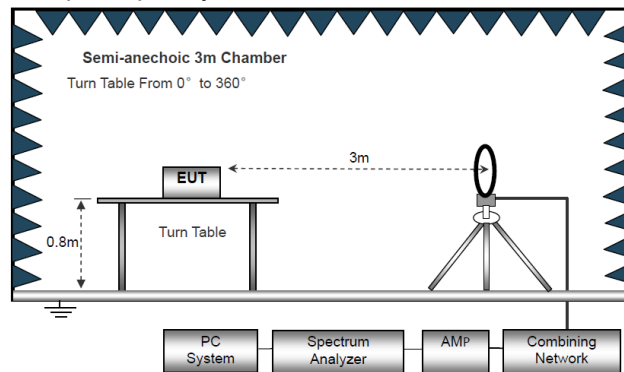 Semi-anechoic 3m Chamber
Turn Table From 0° to 360°
3m
EUT
0.8m
Turn Table
PC
System
Spectrum
Analyzer
AMP
Combining
Network